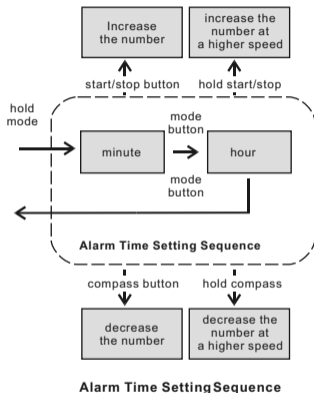 Increase
the number
increase the
number at
a higher speed
start/stop button
hold start/stop
hold
mode
mode
button
minute
hour
mode
button
Alarm Time Setting Sequence
compass button
hold compass
decrease
the number
decrease the
number at
a higher speed
Alarm Time SettingSequence